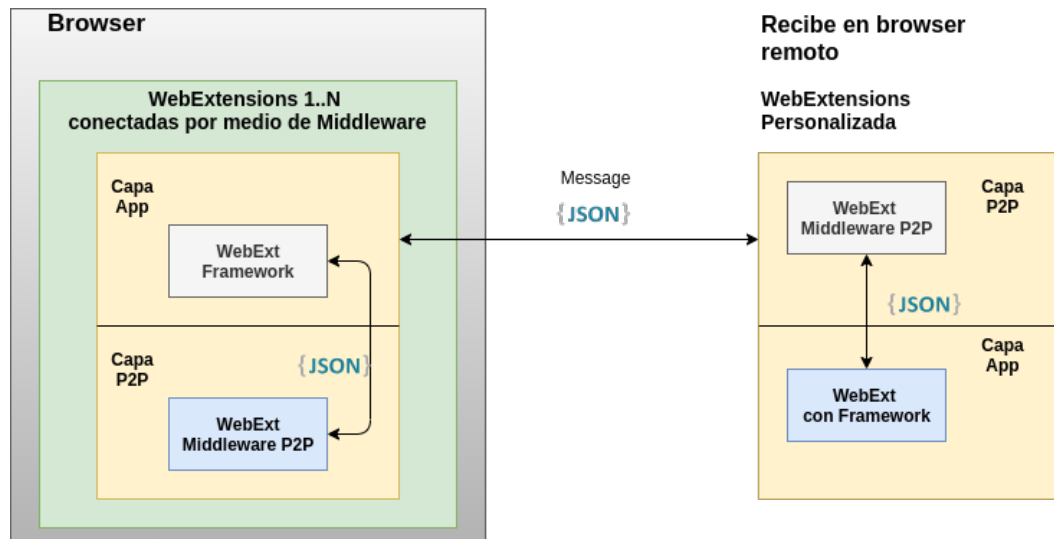 Browser
WebExtensions 1..N
conectadas por medio de Middleware
Capa
App
WebExt
Framework
Capa
P2P
{JSON}
WebExt
Middleware P2P
Message
{JSON}
Recibe en browser
remoto
WebExtensions
Personalizada
WebExt
Middleware P2P
Capa
P2P
{JSON}
Capa
App
WebExt
con Framework